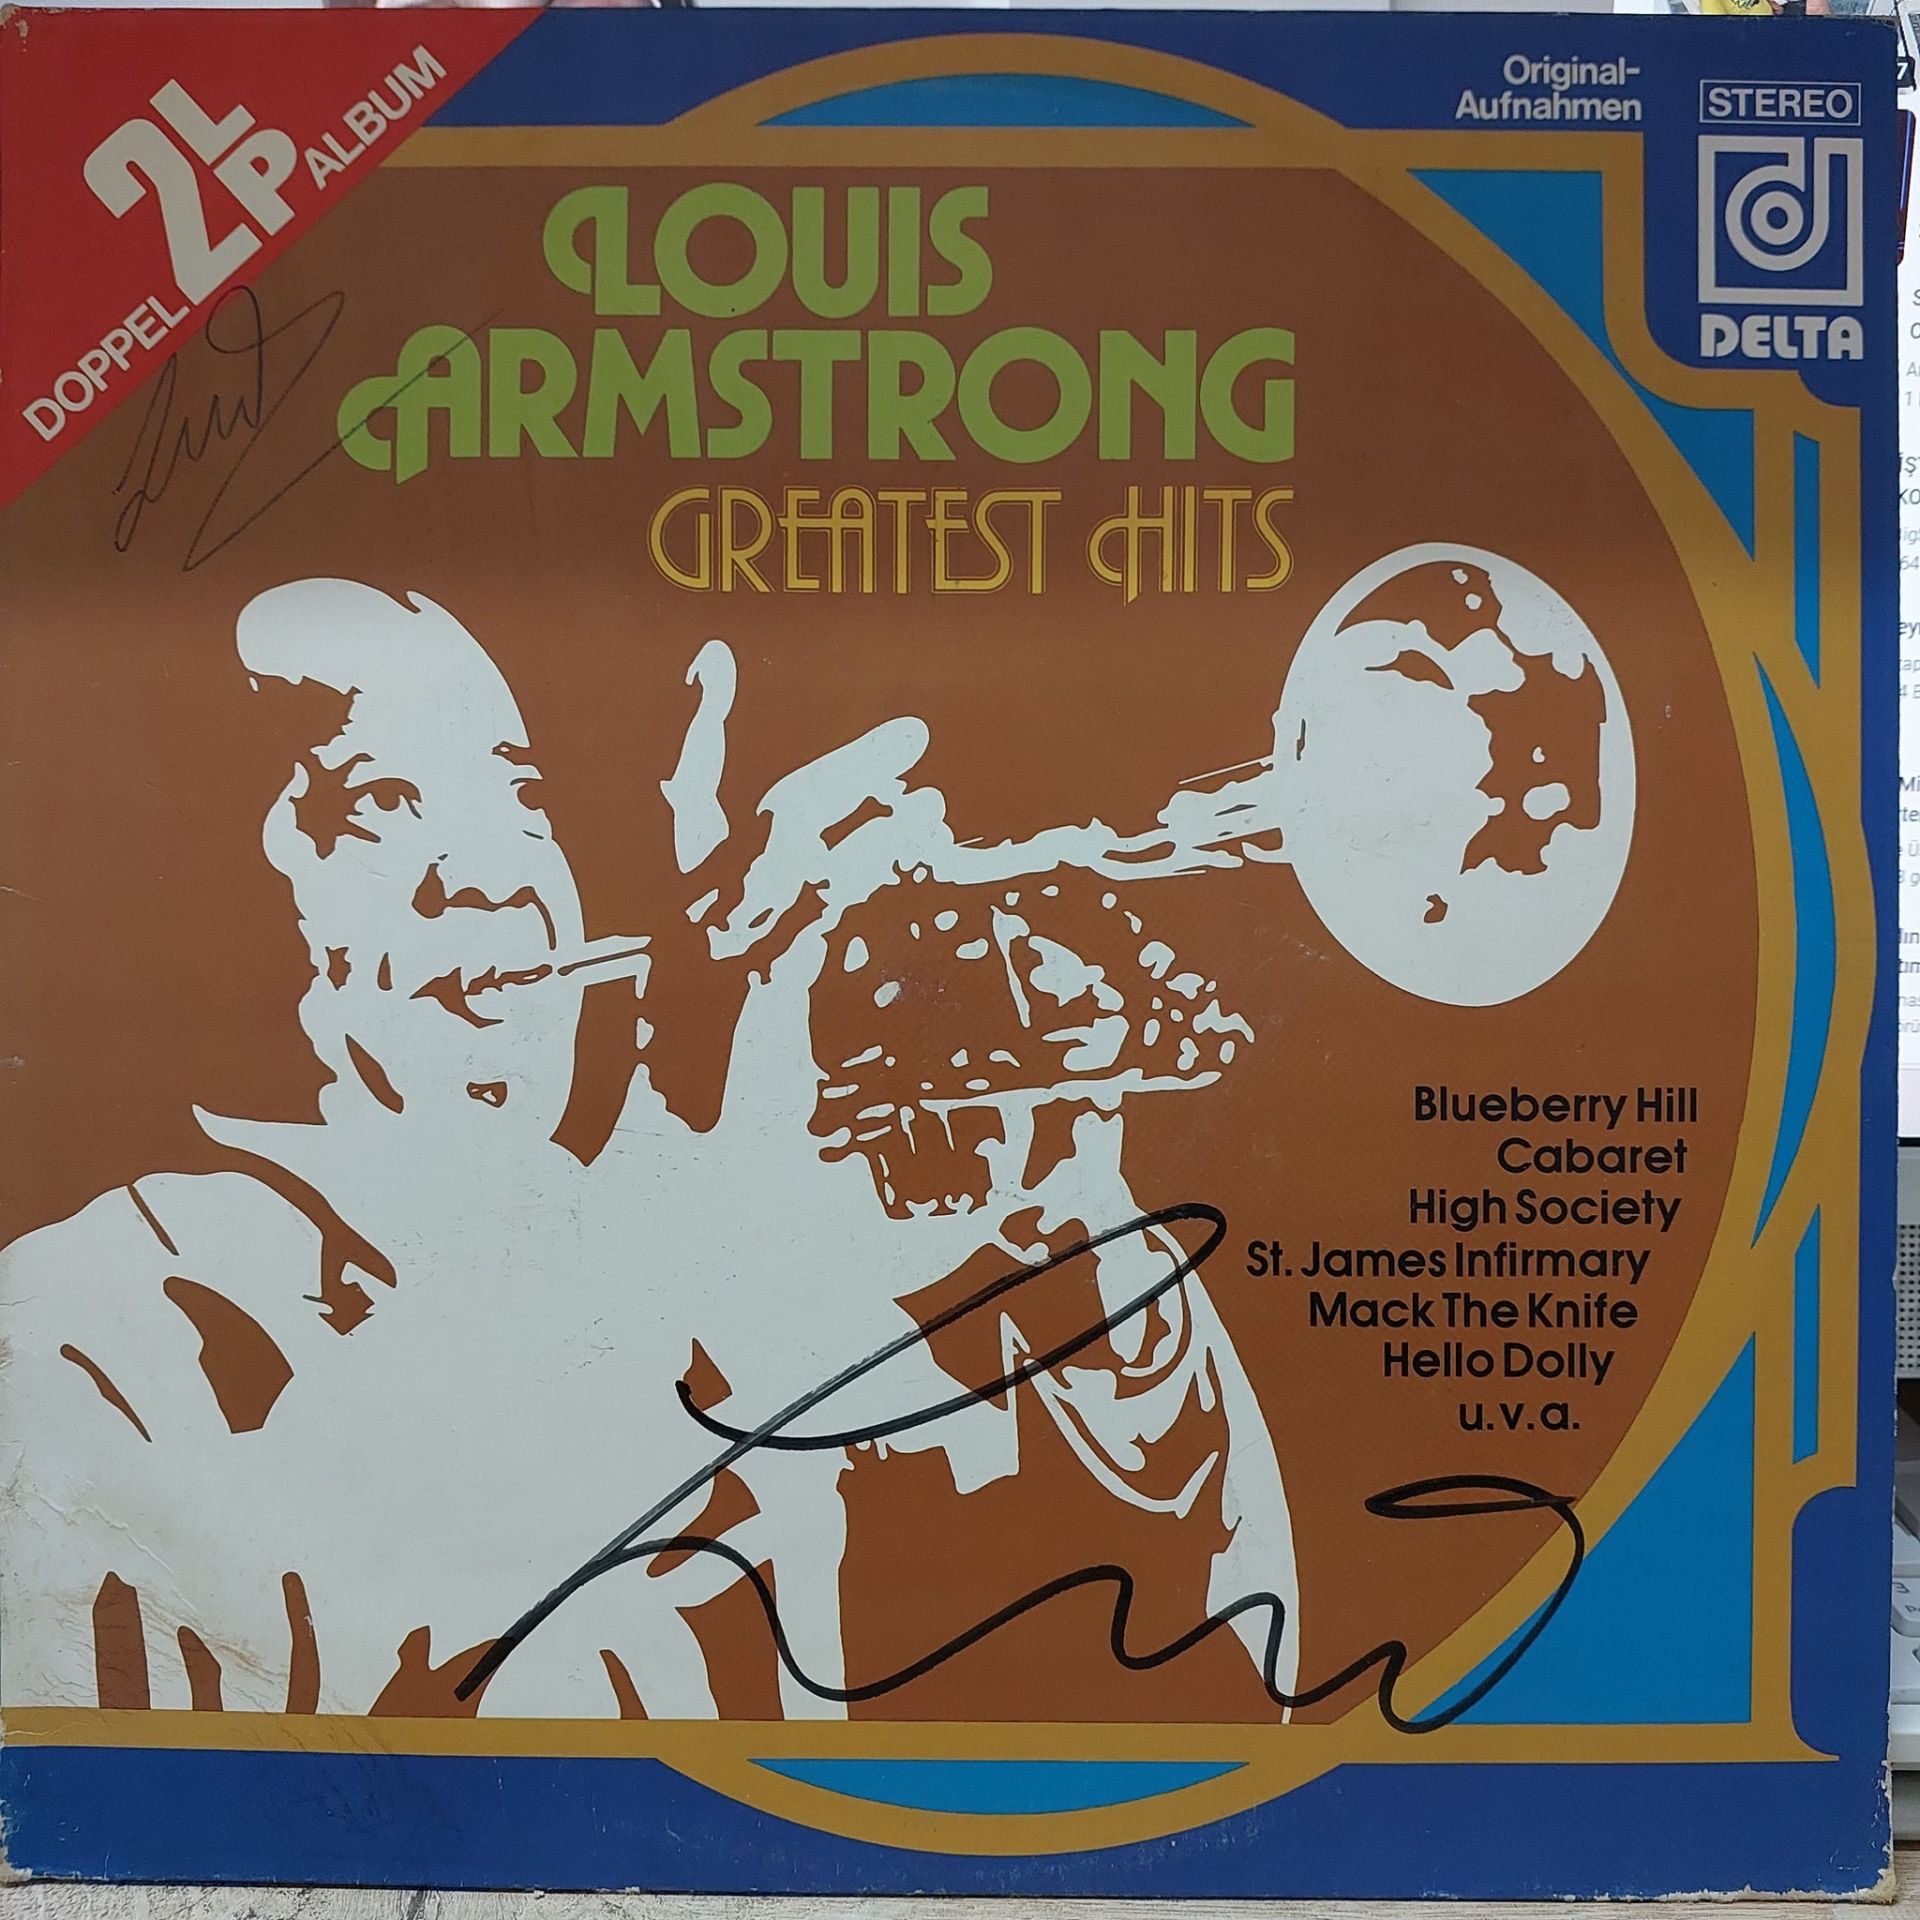 DOPPEL 2LP ALBUM
Original-
Aufnahmen
STEREO
DELTA
LOUIS
ARMSTRONG
GREATEST HITS
Blueberry Hill
Cabaret
High Society
St. James Infirmary
Mack The Knife
Hello Dolly
u.v.a.